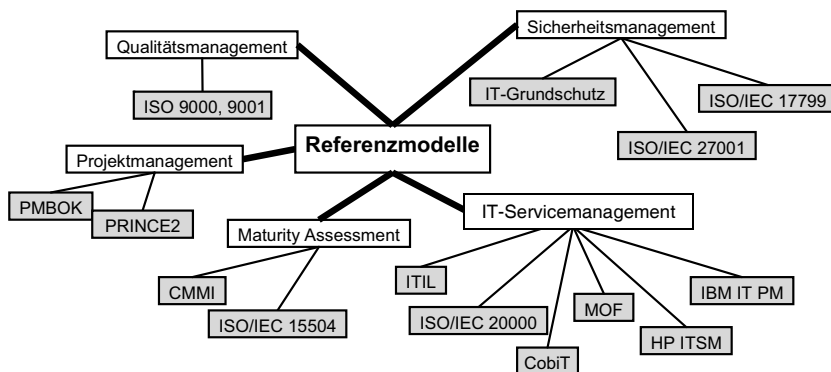 Qualitätsmanagement
Sicherheitsmanagement
ISO 9000, 9001
IT-Grundschutz
ISO/IEC 17799
ISO/IEC 27001
Referenzmodelle
Projektmanagement
PMBOK
PRINCE2
Maturity Assessment
IT-Servicemanagement
CMMI
ISO/IEC 15504
ITIL
ISO/IEC 20000
CobiT
MOF
HP ITSM
IBM IT PM